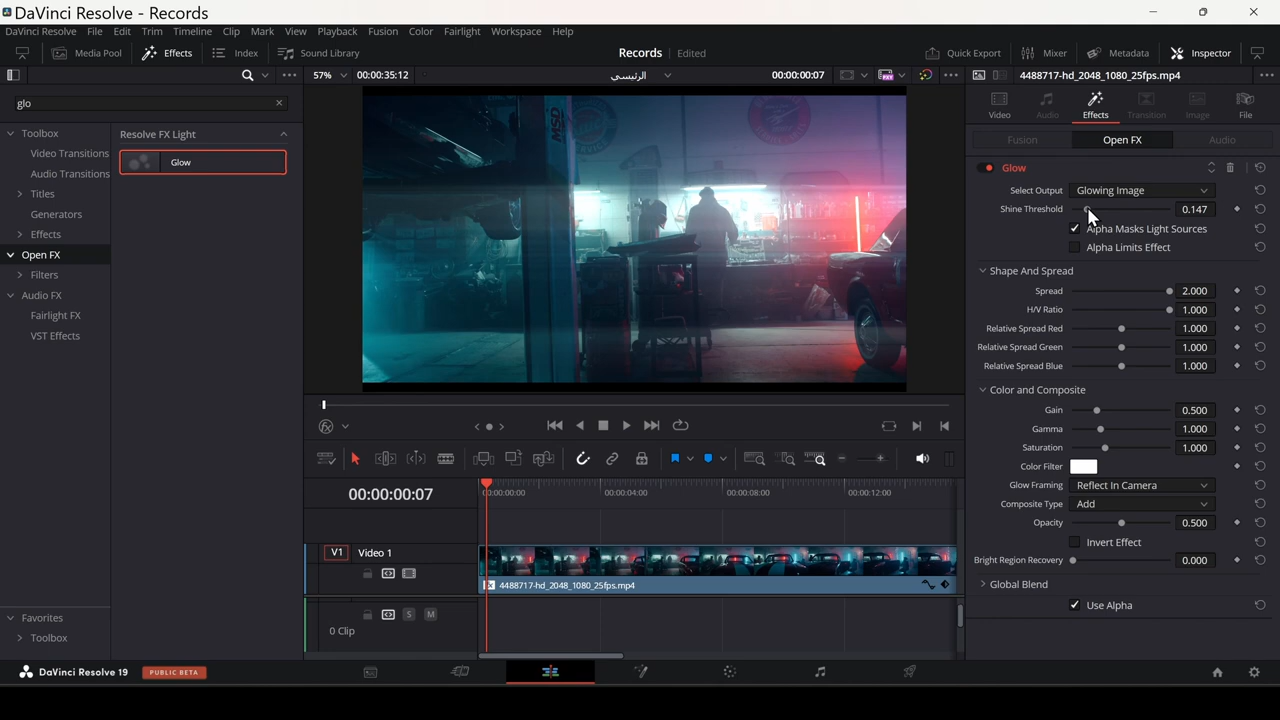 DaVinci Resolve - Records
DaVinci Resolve File Edit Trim Timeline Clip Mark View Playback Fusion Color Fairlight Workspace Help
Media Pool Effects Index Sound Library Records Edited Quick Export Mixer Metadata Inspector
57% 00:00:35:12 الرئيسي 00:00:00:07 4488717-hd_2048_1080_25fps.mp4
glo
Video Audio Effects Transition Image File
Toolbox
Video Transitions
Audio Transitions
Titles
Generators
Effects
Open FX
Filters
Audio FX
Fairlight FX
VST Effects
Favorites
Toolbox
Resolve FX Light
Glow
MSD
Fusion Open FX Audio
Glow
Select Output Glowing Image
Shine Threshold 0.147
Alpha Masks Light Sources
Alpha Limits Effect
Shape And Spread
Spread 2.000
H/V Ratio 1.000
Relative Spread Red 1.000
Relative Spread Green 1.000
Relative Spread Blue 1.000
Color and Composite
Gain 0.500
Gamma 1.000
Saturation 1.000
Color Filter
Glow Framing Reflect In Camera
Composite Type Add
Opacity 0.500
Invert Effect
Bright Region Recovery 0.000
Global Blend
Use Alpha
00:00:00:07 00:00:00:00 00:00:04:00 00:00:08:00 00:00:12:00
V1 Video 1
4488717-hd_2048_1080_25fps.mp4
S M
0 Clip
DaVinci Resolve 19 PUBLIC BETA